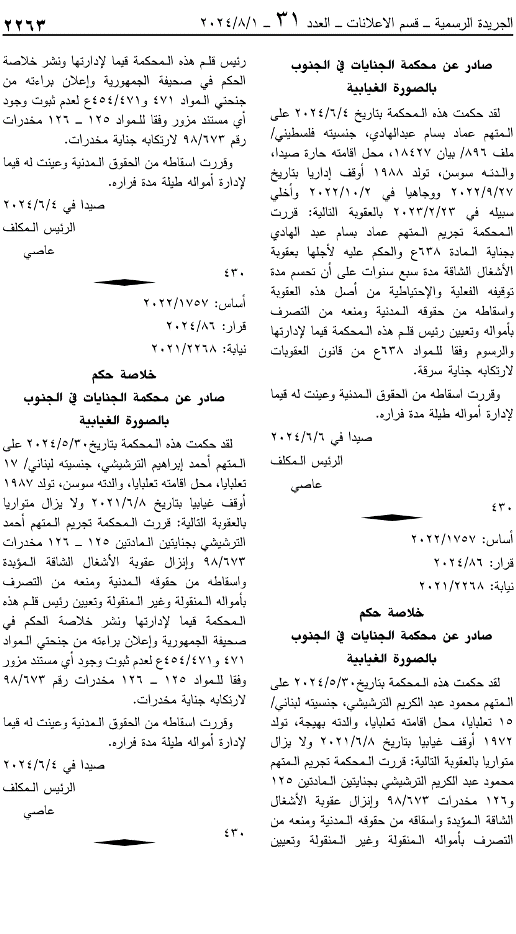 الجريدة الرسمية ــ قسم الاعلانات ــ العدد ٣١ ــ ٢٠٢٤/٨/١
٢٢٦٣
صادر عن محكمة الجنايات في الجنوب
بالصورة الغيابية
لقد حكمت هذه المحكمة بتاريخ ٢٠٢٤/٦/٤ على
المتهم عماد بسام عبدالهادي، جنسيته فلسطيني/
ملف ٨٩٦/ بيان ١٨٤٢٧، محل اقامته حارة صيدا،
والدته سوسن، تولد ١٩٨٨ أوقف إداريا بتاريخ
٢٠٢٢/٩/٢٧ ووجاهيا في ٢٠٢٢/١٠/٢ وأخلي
سبيله في ٢٠٢٣/٢/٢٣ بالعقوبة التالية: قررت
المحكمة تجريم المتهم عماد بسام عبد الهادي
بجناية المادة ٦٣٨ع والحكم عليه لأجلها بعقوبة
الأشغال الشاقة مدة سبع سنوات على أن تحسم مدة
توقيفه الفعلية والإحتياطية من أصل هذه العقوبة
واسقاطه من حقوقه المدنية ومنعه من التصرف
بأمواله وتعيين رئيس قلم هذه المحكمة قيما لإدارتها
والرسوم وفقا للمواد ٦٣٨ع من قانون العقوبات
لارتكابه جناية سرقة.
وقررت اسقاطه من الحقوق المدنية وعينت له قيما
لإدارة أمواله طيلة مدة فراره.
صيدا في ٢٠٢٤/٦/٦
الرئيس المكلف
عاصي
٤٣٠
أساس: ٢٠٢٢/١٧٥٧
قرار: ٢٠٢٤/٨٦
نيابة: ٢٠٢١/٢٢٦٨
خلاصة حكم
صادر عن محكمة الجنايات في الجنوب
بالصورة الغيابية
لقد حكمت هذه المحكمة بتاريخ٢٠٢٤/٥/٣٠ على
المتهم محمود عبد الكريم الترشيشي، جنسيته لبناني/
١٥ تعلبايا، محل اقامته تعلبايا، والدته بهيجة، تولد
١٩٧٢ أوقف غيابيا بتاريخ ٢٠٢١/٦/٨ ولا يزال
متواريا بالعقوبة التالية: قررت المحكمة تجريم المتهم
محمود عبد الكريم الترشيشي بجنايتين المادتين ١٢٥
و١٢٦ مخدرات ٩٨/٦٧٣ وإنزال عقوبة الأشغال
الشاقة المؤبدة واسقاقه من حقوقه المدنية ومنعه من
التصرف بأمواله المنقولة وغير المنقولة وتعيين
رئيس قلم هذه المحكمة قيما لإدارتها ونشر خلاصة
الحكم في صحيفة الجمهورية وإعلان براءته من
جنحتي المواد ٤٧١ و٤٥٤/٤٧١ع لعدم ثبوت وجود
أي مستند مزور وفقا للمواد ١٢٥ ــ ١٢٦ مخدرات
رقم ٩٨/٦٧٣ لارتكابه جناية مخدرات.
وقررت اسقاطه من الحقوق المدنية وعينت له قيما
لإدارة أمواله طيلة مدة فراره.
صيدا في ٢٠٢٤/٦/٤
الرئيس المكلف
عاصي
٤٣٠
أساس: ٢٠٢٢/١٧٥٧
قرار: ٢٠٢٤/٨٦
نيابة: ٢٠٢١/٢٢٦٨
خلاصة حكم
صادر عن محكمة الجنايات في الجنوب
بالصورة الغيابية
لقد حكمت هذه المحكمة بتاريخ٢٠٢٤/٥/٣٠ على
المتهم أحمد إبراهيم الترشيشي، جنسيته لبناني/ ١٧
تعلبايا، محل اقامته تعلبايا، والدته سوسن، تولد ١٩٨٧
أوقف غيابيا بتاريخ ٢٠٢١/٦/٨ ولا يزال متواريا
بالعقوبة التالية: قررت المحكمة تجريم المتهم أحمد
الترشيشي بجنايتين المادتين ١٢٥ ــ ١٢٦ مخدرات
٩٨/٦٧٣ وإنزال عقوبة الأشغال الشاقة المؤبدة
واسقاطه من حقوقه المدنية ومنعه من التصرف
بأمواله المنقولة وغير المنقولة وتعيين رئيس قلم هذه
المحكمة قيما لإدارتها ونشر خلاصة الحكم في
صحيفة الجمهورية وإعلان براءته من جنحتي المواد
٤٧١ و٤٥٤/٤٧١ع لعدم ثبوت وجود أي مستند مزور
وفقا للمواد ١٢٥ ــ ١٢٦ مخدرات رقم ٩٨/٦٧٣
لارتكابه جناية مخدرات.
وقررت اسقاطه من الحقوق المدنية وعينت له قيما
لإدارة أمواله طيلة مدة فراره.
صيدا في ٢٠٢٤/٦/٤
الرئيس المكلف
عاصي
٤٣٠